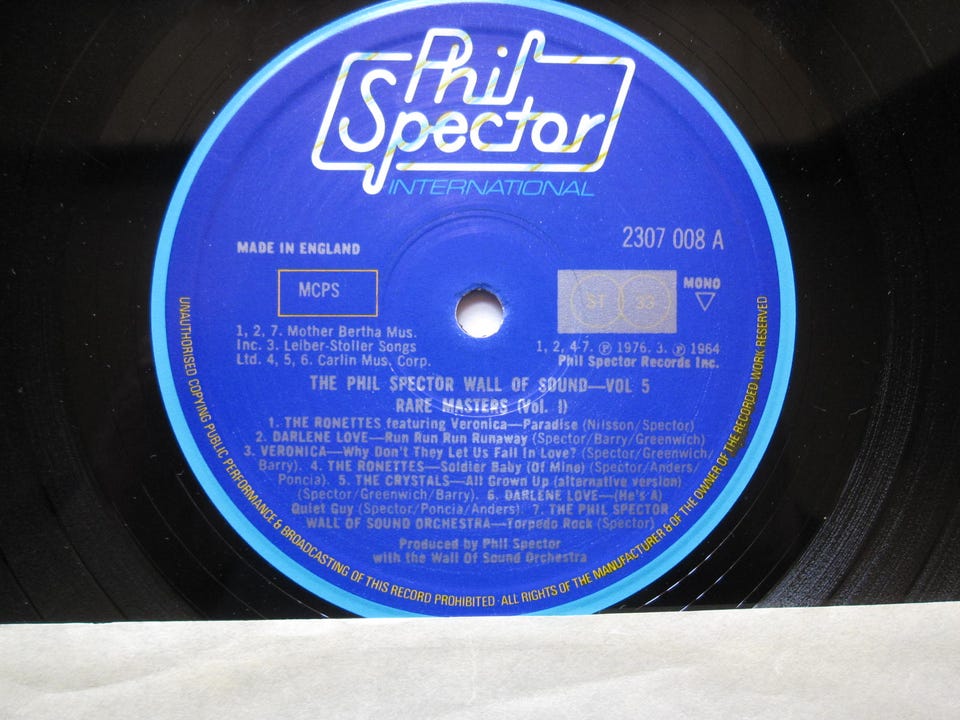 Phil
Spector
INTERNATIONAL
MADE IN ENGLAND
2307 008 A
MCPS
ST 33
MONO
1, 2, 7. Mother Bertha Mus.
Inc. 3. Leiber-Stoller Songs
Ltd. 4, 5, 6. Carlin Mus. Corp.
1, 2, 4-7. ℗ 1976. 3. ℗ 1964
Phil Spector Records Inc.
THE PHIL SPECTOR WALL OF SOUND—VOL 5
RARE MASTERS (Vol. I)
1. THE RONETTES featuring Veronica—Paradise (Nilsson/Spector)
2. DARLENE LOVE—Run Run Run Runaway (Spector/Barry/Greenwich)
3. VERONICA—Why Don't They Let Us Fall In Love? (Spector/Greenwich/
Barry). 4. THE RONETTES—Soldier Baby (Of Mine) (Spector/Anders/
Poncia). 5. THE CRYSTALS—All Grown Up (alternative version)
(Spector/Greenwich/Barry). 6. DARLENE LOVE—(He's A)
Quiet Guy (Spector/Poncia/Anders). 7. THE PHIL SPECTOR
WALL OF SOUND ORCHESTRA—Torpedo Rock (Spector)
Produced by Phil Spector
with the Wall Of Sound Orchestra
UNAUTHORISED COPYING PUBLIC PERFORMANCE & BROADCASTING OF THIS RECORD PROHIBITED · ALL RIGHTS OF THE MANUFACTURER & OF THE OWNER OF THE RECORDED WORK RESERVED